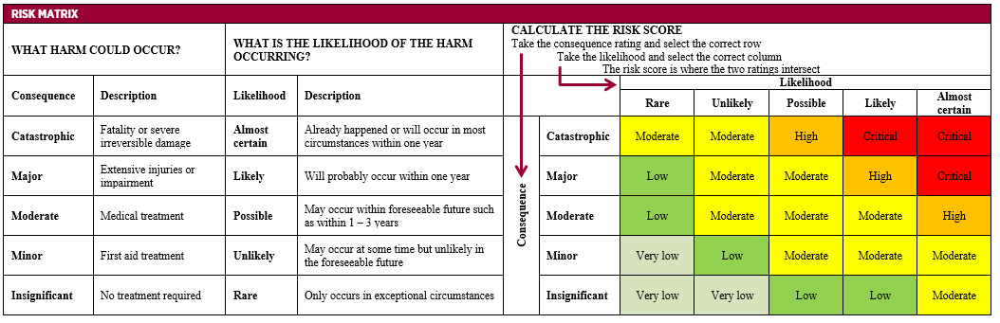 RISK MATRIX
WHAT HARM COULD OCCUR?
WHAT IS THE LIKELIHOOD OF THE HARM
OCCURRING?
CALCULATE THE RISK SCORE
Take the consequence rating and select the correct row
Take the likelihood and select the correct column
The risk score is where the two ratings intersect
Consequence
Description
Likelihood
Description
Likelihood
Rare
Unlikely
Possible
Likely
Almost
certain
Catastrophic
Fatality or severe
irreversible damage
Almost
certain
Already happened or will occur in most
circumstances within one year
Consequence
Catastrophic
Moderate
Moderate
High
Critical
Critical
Major
Extensive injuries or
impairment
Likely
Will probably occur within one year
Major
Low
Moderate
Moderate
High
Critical
Moderate
Medical treatment
Possible
May occur within foreseeable future such
as within 1 – 3 years
Moderate
Low
Moderate
Moderate
Moderate
High
Minor
First aid treatment
Unlikely
May occur at some time but unlikely in
the foreseeable future
Minor
Very low
Low
Moderate
Moderate
Moderate
Insignificant
No treatment required
Rare
Only occurs in exceptional circumstances
Insignificant
Very low
Very low
Low
Low
Moderate